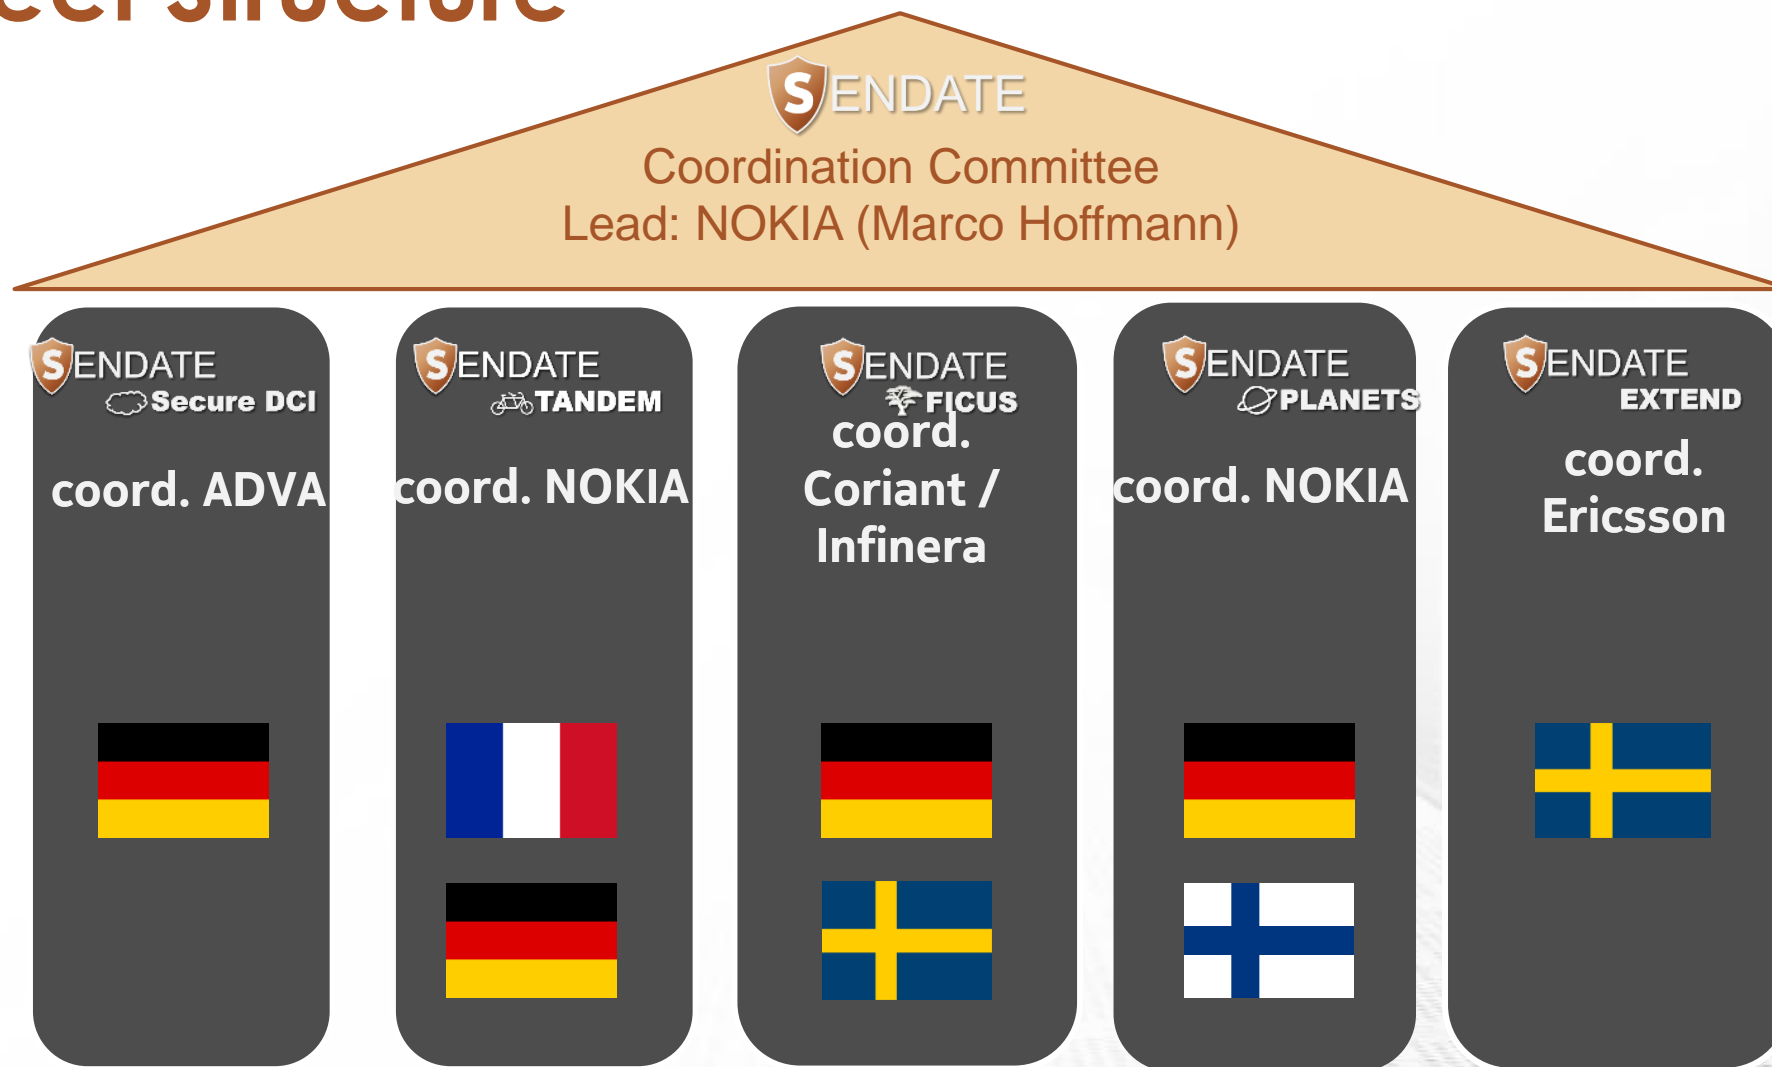 Structure
SENDATE
Coordination Committee
Lead: NOKIA (Marco Hoffmann)
SENDATE
Secure DCI
coord. ADVA
SENDATE
TANDEM
coord. NOKIA
SENDATE
FICUS
coord.
Coriant /
Infinera
SENDATE
PLANETS
coord. NOKIA
SENDATE
EXTEND
coord.
Ericsson